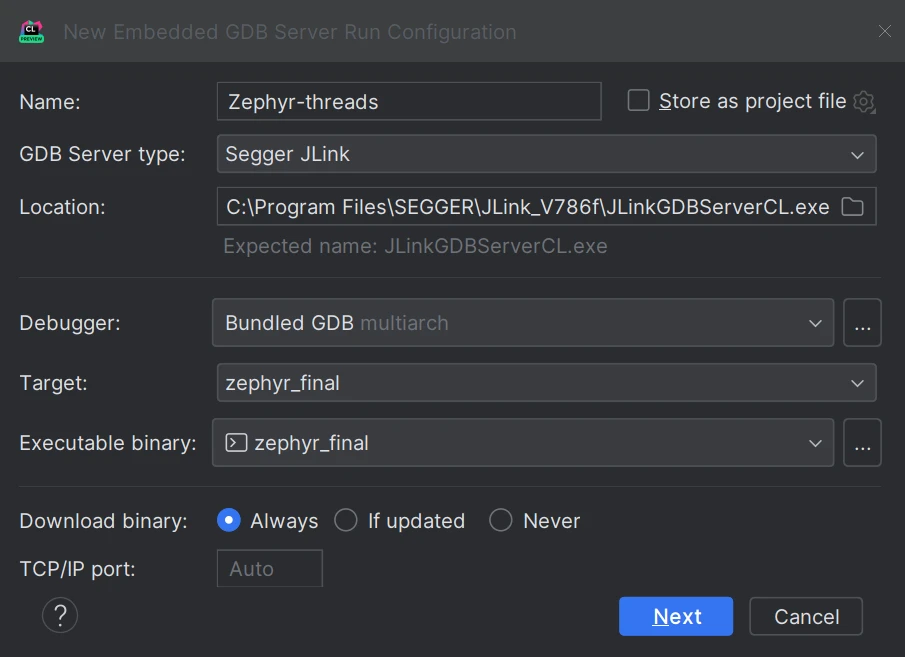 CL
PREVIEW
New Embedded GDB Server Run Configuration
Name: Zephyr-threads Store as project file
GDB Server type: Segger JLink
Location: C:\Program Files\SEGGER\JLink_V786f\JLinkGDBServerCL.exe
Expected name: JLinkGDBServerCL.exe
Debugger: Bundled GDB multiarch ...
Target: zephyr_final
Executable binary: zephyr_final ...
Download binary: Always If updated Never
TCP/IP port: Auto
? Next Cancel